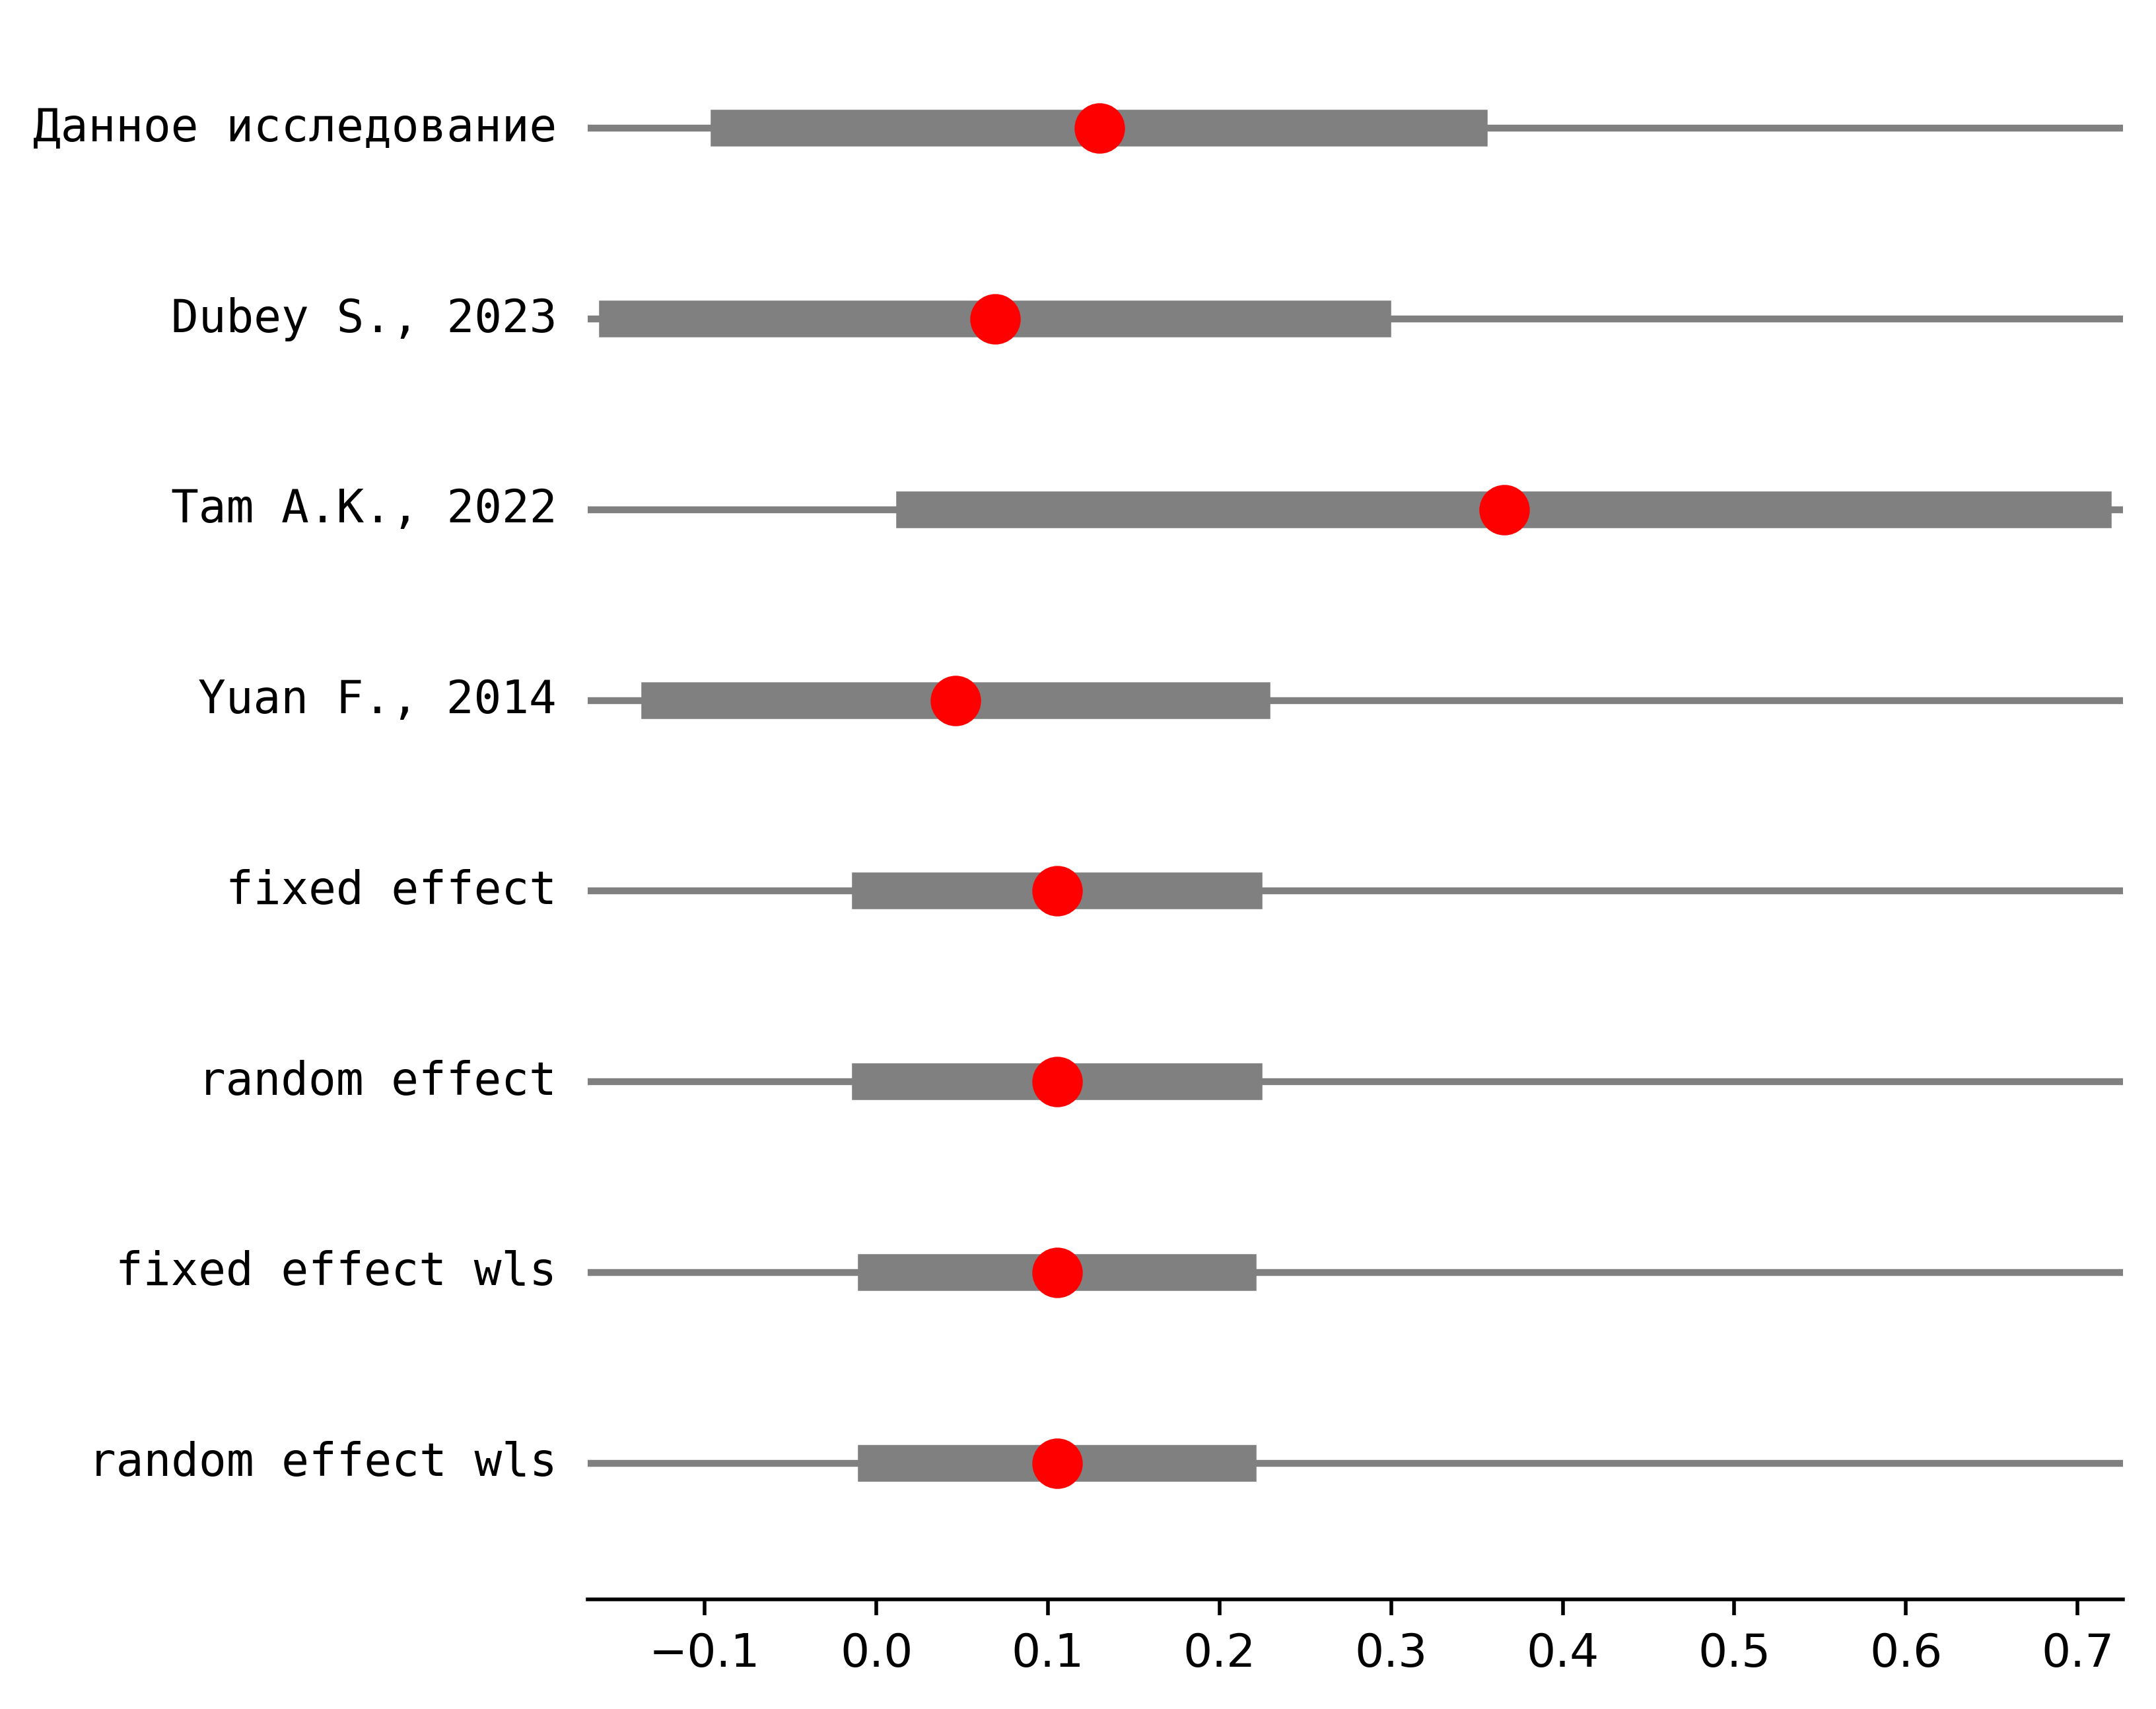 Данное исследование
Dubey S., 2023
Tam A.K., 2022
Yuan F., 2014
fixed effect
random effect
fixed effect wls
random effect wls
−0.1 0.0 0.1 0.2 0.3 0.4 0.5 0.6 0.7